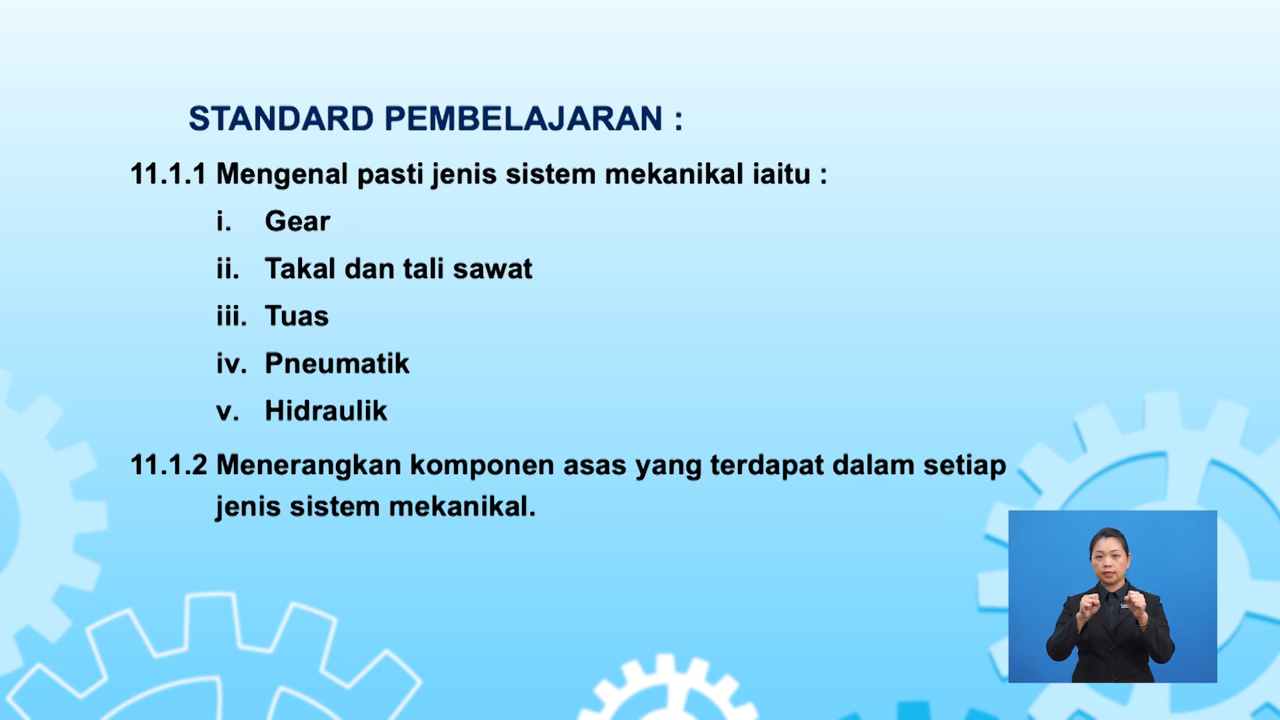 STANDARD PEMBELAJARAN :
11.1.1 Mengenal pasti jenis sistem mekanikal iaitu :
i. Gear
ii. Takal dan tali sawat
iii. Tuas
iv. Pneumatik
v. Hidraulik
11.1.2 Menerangkan komponen asas yang terdapat dalam setiap
jenis sistem mekanikal.